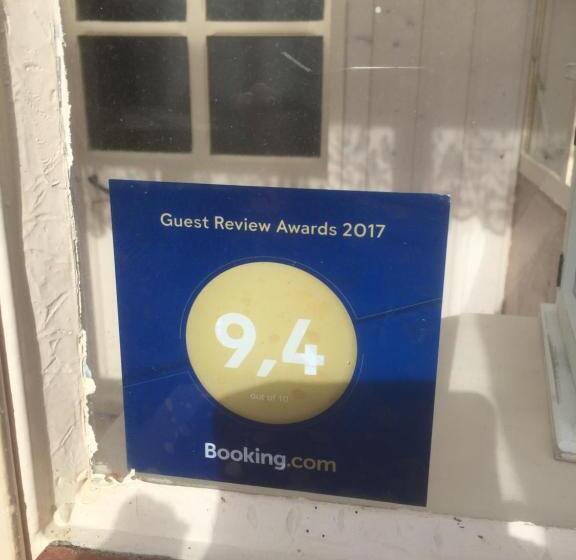 Guest Review Awards 2017
9,4
out of 10
Booking.com